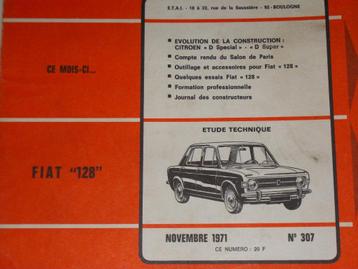 E.T.A.I. - 18 à 22, rue de la Saussière - 92 - BOULOGNE
■ EVOLUTION DE LA CONSTRUCTION :
CITROEN « D Special » - « D Super »
■ Compte rendu du Salon de Paris
■ Outillage et accessoires pour Fiat « 128 »
■ Quelques essais Fiat « 128 »
■ Formation professionnelle
■ Journal des constructeurs
CE MOIS-CI...
ETUDE TECHNIQUE
FIAT "128"
NOVEMBRE 1971 N° 307
CE NUMERO : 20 F